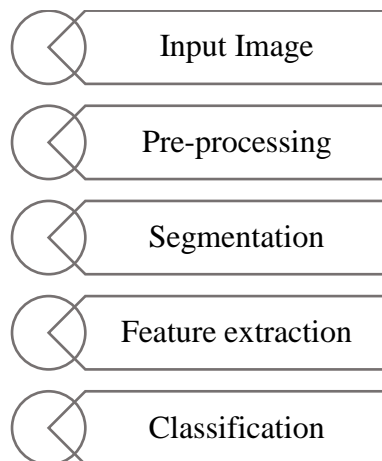 Input Image
Pre-processing
Segmentation
Feature extraction
Classification